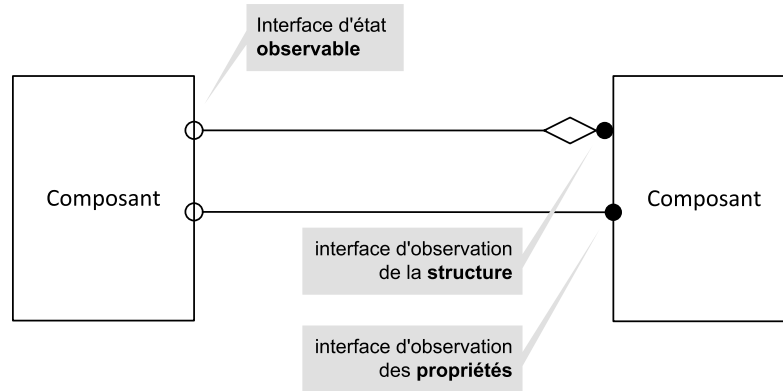 Interface d'état
observable
Composant
Composant
interface d'observation
de la structure
interface d'observation
des propriétés